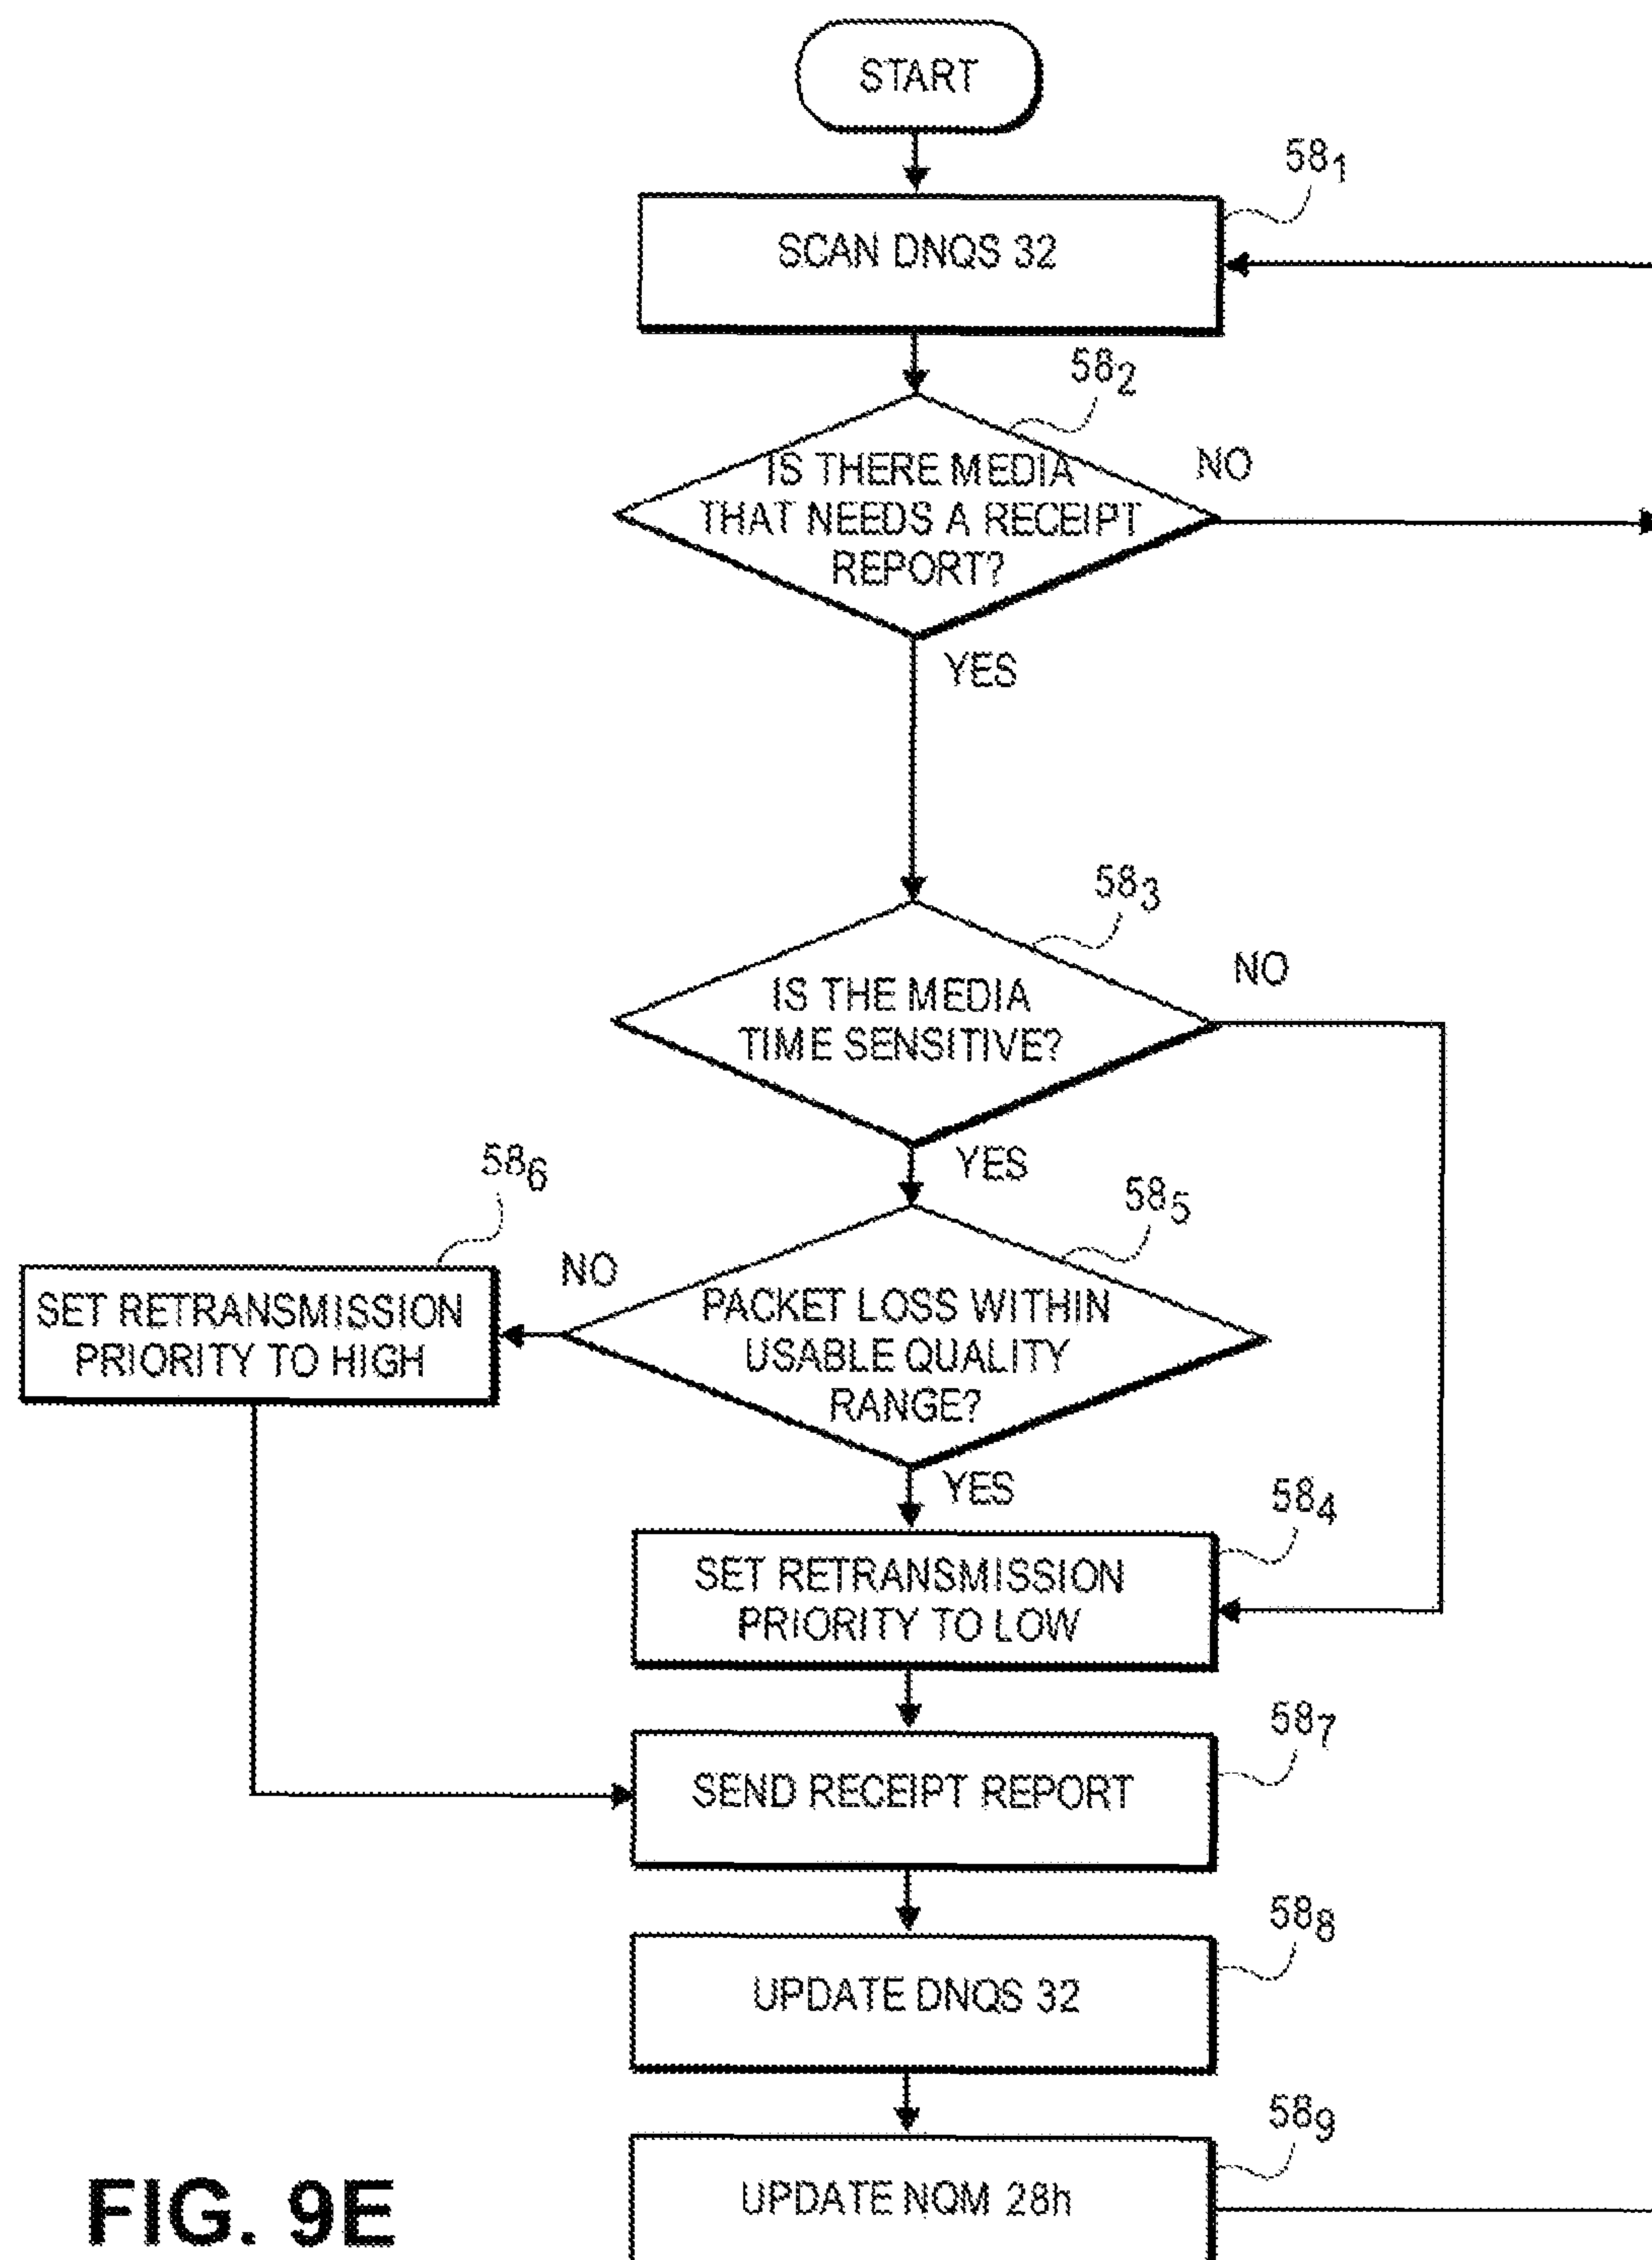 START
58₁
SCAN DNQS 32
58₂
IS THERE MEDIA
THAT NEEDS A RECEIPT
REPORT?
NO
YES
58₃
IS THE MEDIA
TIME SENSITIVE?
NO
YES
58₆
58₅
SET RETRANSMISSION
PRIORITY TO HIGH
NO
PACKET LOSS WITHIN
USABLE QUALITY
RANGE?
YES
58₄
SET RETRANSMISSION
PRIORITY TO LOW
58₇
SEND RECEIPT REPORT
58₈
UPDATE DNQS 32
58₉
UPDATE NQM 28h
FIG. 9E